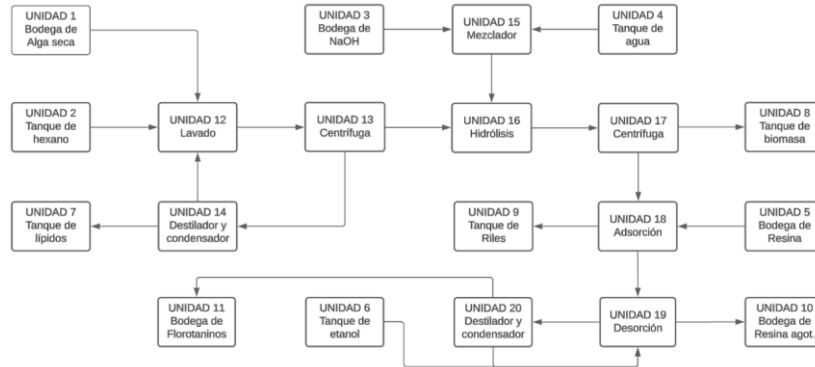 UNIDAD 1
Bodega de
Alga seca
UNIDAD 3
Bodega de
NaOH
UNIDAD 15
Mezclador
UNIDAD 4
Tanque de
agua
UNIDAD 2
Tanque de
hexano
UNIDAD 12
Lavado
UNIDAD 13
Centrífuga
UNIDAD 16
Hidrólisis
UNIDAD 17
Centrífuga
UNIDAD 8
Tanque de
biomasa
UNIDAD 7
Tanque de
lípidos
UNIDAD 14
Destilador y
condensador
UNIDAD 9
Tanque de
Riles
UNIDAD 18
Adsorción
UNIDAD 5
Bodega de
Resina
UNIDAD 11
Bodega de
Florotaninos
UNIDAD 6
Tanque de
etanol
UNIDAD 20
Destilador y
condensador
UNIDAD 19
Desorción
UNIDAD 10
Bodega de
Resina agot.